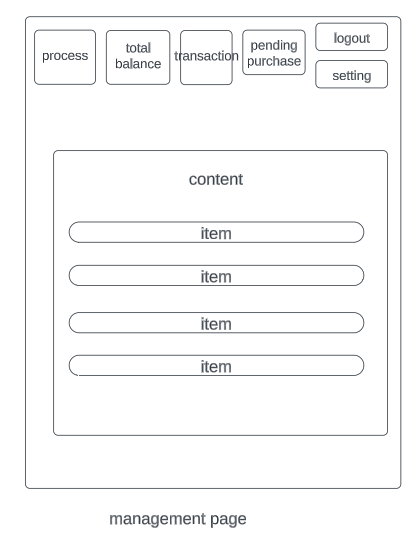 process
total
balance
transaction
pending
purchase
logout
setting
content
item
item
item
item
management page